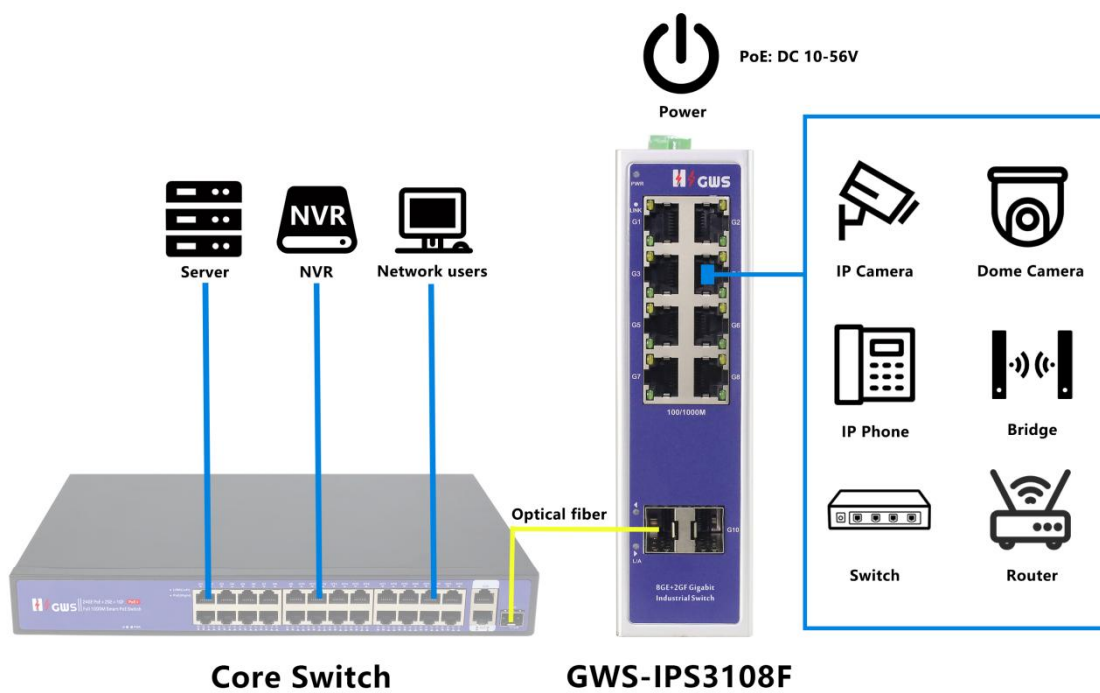 PoE: DC 10-56V
Power
GWS
PWR
LINK
G1
G2
G3
G5
G6
G7
G8
100/1000M
G10
L/A
8GE+2GF Gigabit
Industrial Switch
NVR
Server
NVR
Network users
Optical fiber
GWS
IP Camera
Dome Camera
IP Phone
Bridge
Switch
Router
Core Switch
GWS-IPS3108F